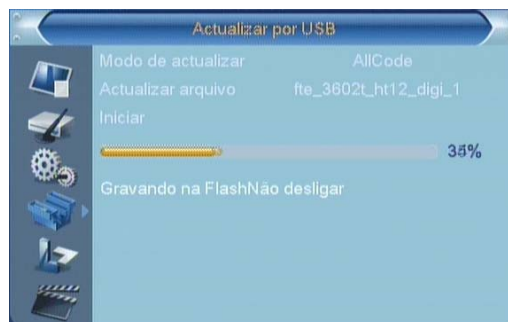 Actualizar por USB
Modo de actualizar AllCode
Actualizar arquivo fte_3602t_ht12_digi_1
Iniciar
35%
Gravando na FlashNão desligar